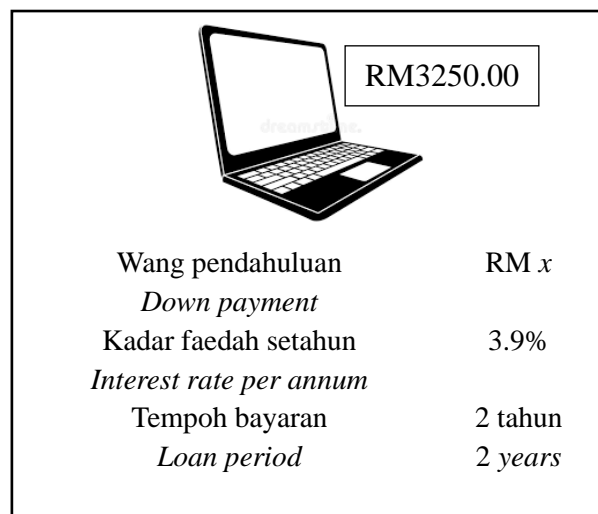 RM3250.00
dreamstime.
Wang pendahuluan RM x
Down payment
Kadar faedah setahun 3.9%
Interest rate per annum
Tempoh bayaran 2 tahun
Loan period 2 years